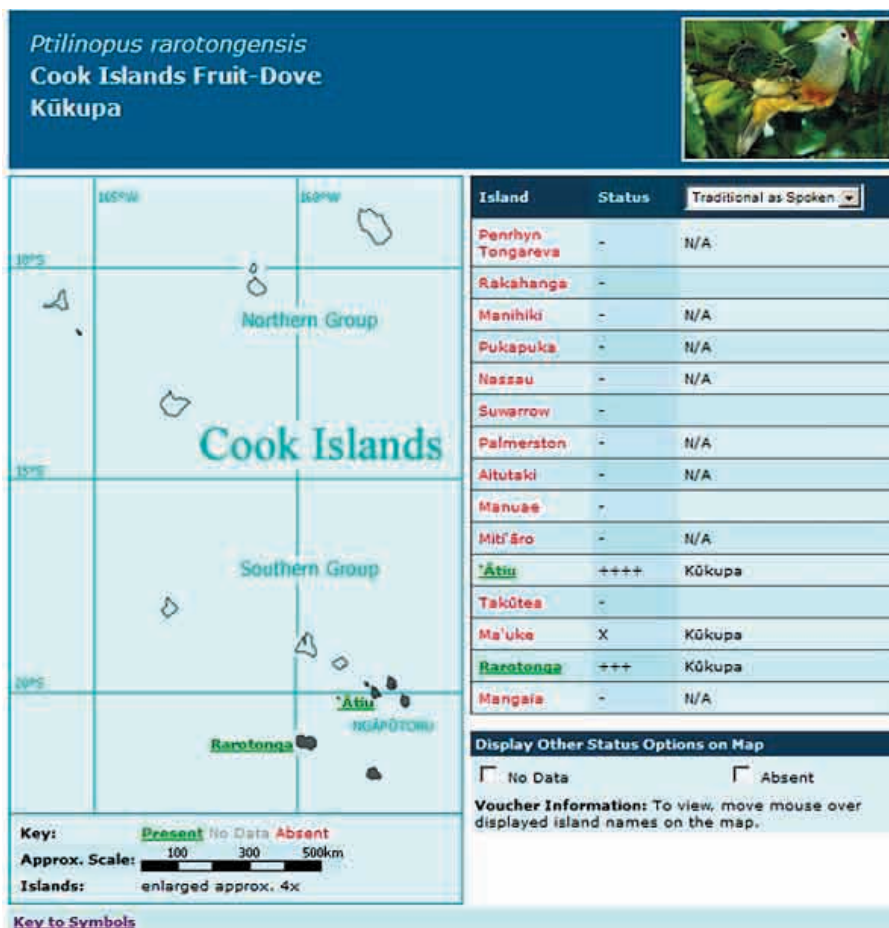 Ptilinopus rarotongensis
Cook Islands Fruit-Dove
Kūkupa
165°W
160°W
10°S
Northern Group
Cook Islands
15°S
Southern Group
20°S
`Ātiu
NGĀPŪTORU
Rarotonga
Key: Present No Data Absent
Approx. Scale: 100 300 500km
Islands: enlarged approx. 4x
Island Status Traditional as Spoken
Penrhyn
Tongareva - N/A
Rakahanga -
Manihiki - N/A
Pukapuka - N/A
Nassau - N/A
Suwarrow -
Palmerston - N/A
Aitutaki - N/A
Manuae -
Miti`āro - N/A
`Ātiu ++++ Kūkupa
Takūtea -
Ma`uke X Kūkupa
Rarotonga +++ Kūkupa
Mangaia - N/A
Display Other Status Options on Map
No Data Absent
Voucher Information: To view, move mouse over
displayed island names on the map.
Key to Symbols